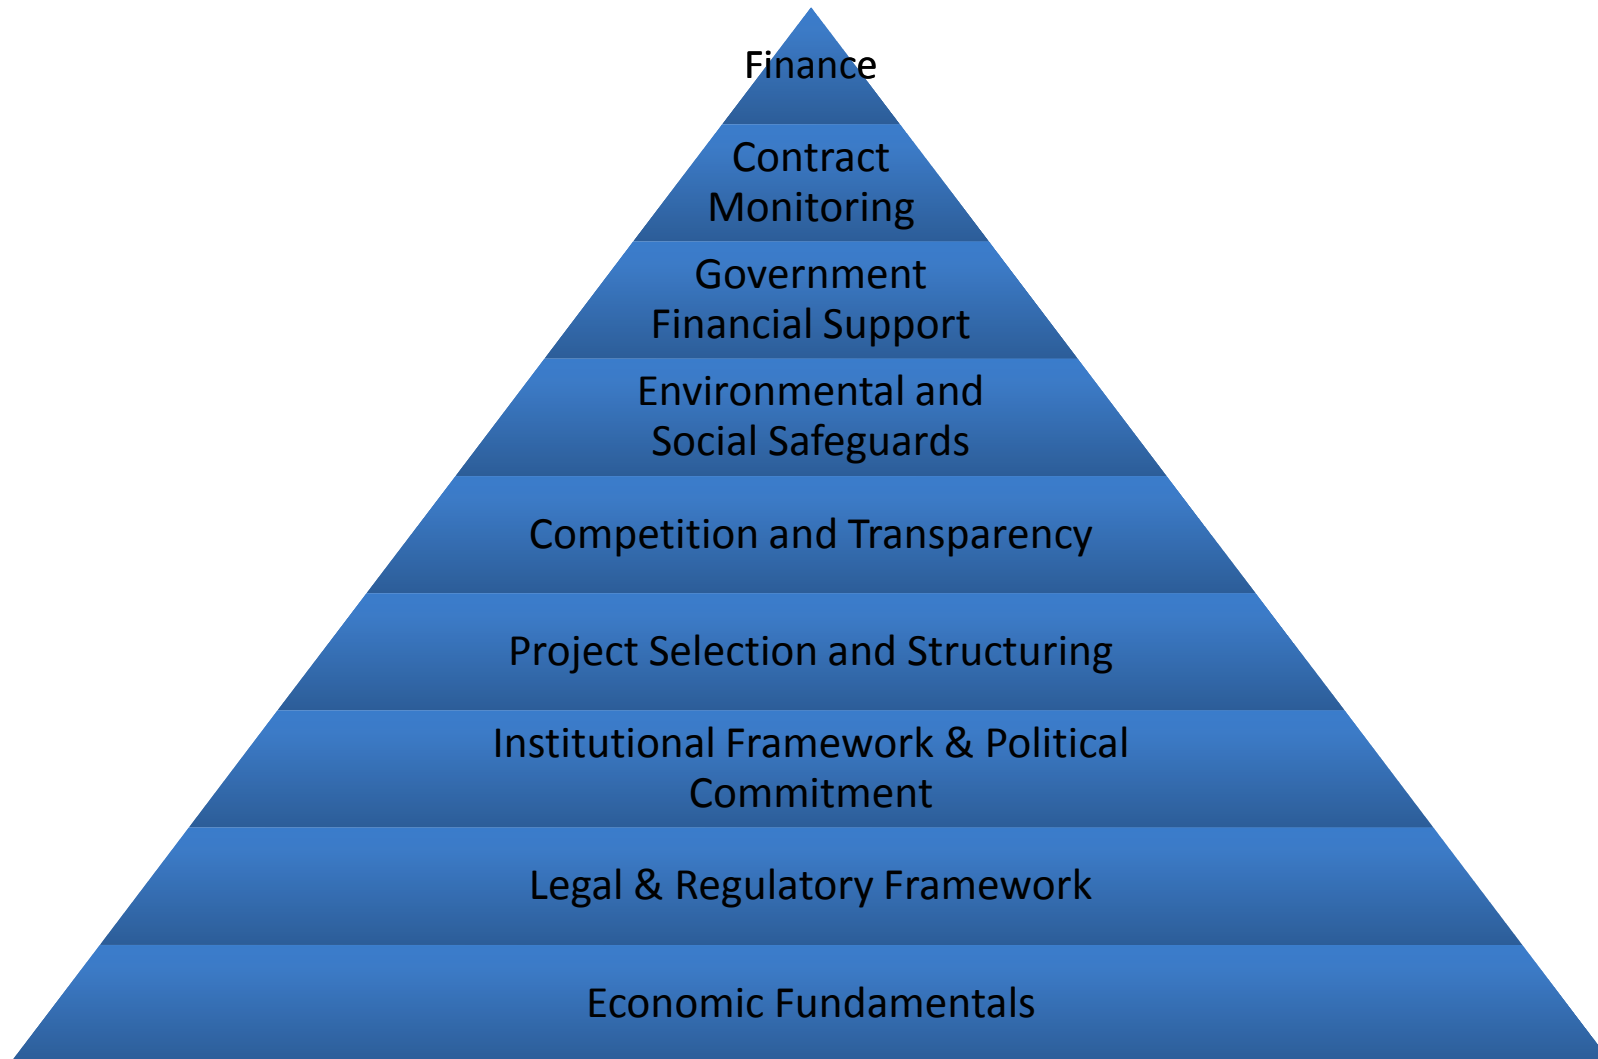 Finance
Contract
Monitoring
Government
Financial Support
Environmental and
Social Safeguards
Competition and Transparency
Project Selection and Structuring
Institutional Framework & Political
Commitment
Legal & Regulatory Framework
Economic Fundamentals